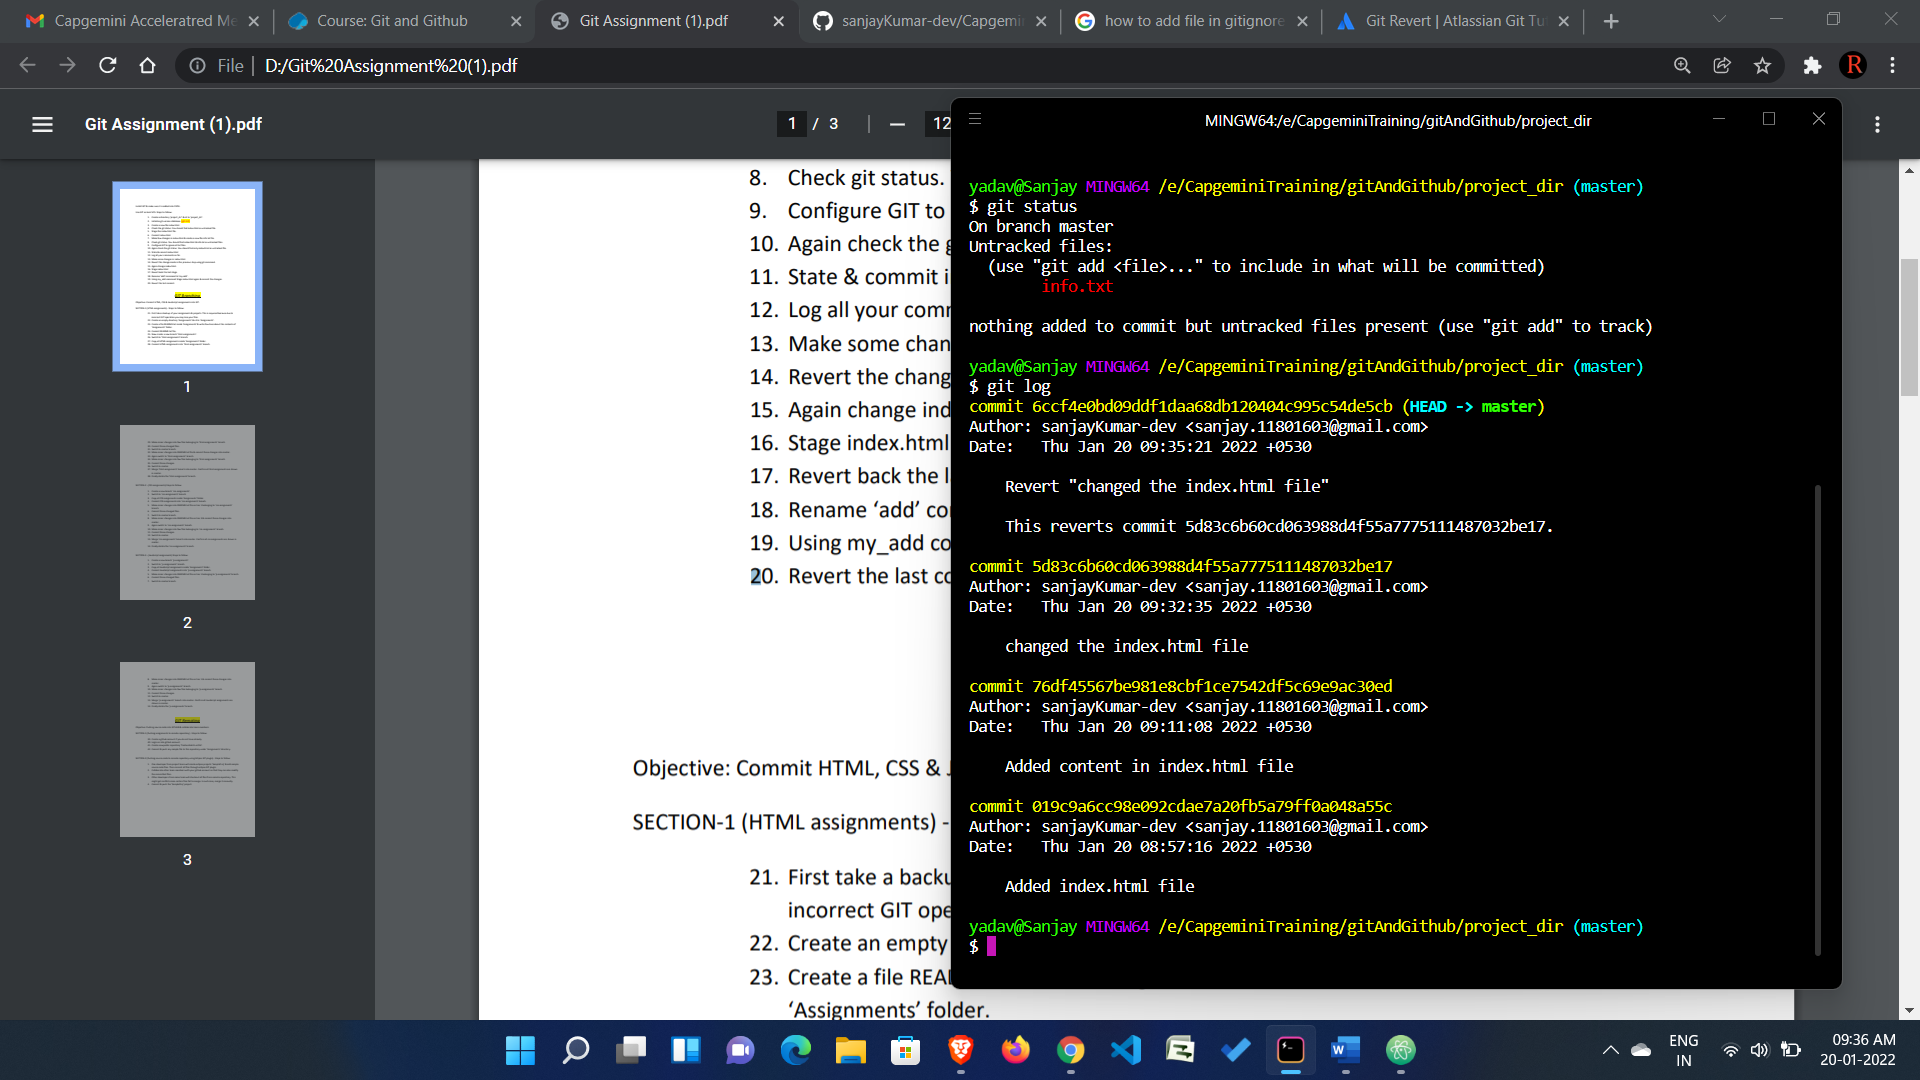 Capgemini Acceleratred Me
Course: Git and Github
Git Assignment (1).pdf
sanjayKumar-dev/Capgemin
how to add file in gitignore
Git Revert | Atlassian Git Tut
File
D:/Git%20Assignment%20(1).pdf
R
Git Assignment (1).pdf
1 / 3
12
1
2
3
8. Check git status.
9. Configure GIT to
10. Again check the g
11. State & commit i
12. Log all your comm
13. Make some chan
14. Revert the chang
15. Again change ind
16. Stage index.html
17. Revert back the l
18. Rename ‘add’ co
19. Using my_add co
20. Revert the last co
Objective: Commit HTML, CSS & J
SECTION-1 (HTML assignments) -
21. First take a backu
incorrect GIT ope
22. Create an empty
23. Create a file REA
‘Assignments’ folder.
MINGW64:/e/CapgeminiTraining/gitAndGithub/project_dir
yadav@Sanjay MINGW64 /e/CapgeminiTraining/gitAndGithub/project_dir (master)
$ git status
On branch master
Untracked files:
(use "git add <file>..." to include in what will be committed)
info.txt
nothing added to commit but untracked files present (use "git add" to track)
yadav@Sanjay MINGW64 /e/CapgeminiTraining/gitAndGithub/project_dir (master)
$ git log
commit 6ccf4e0bd09ddf1daa68db120404c995c54de5cb (HEAD -> master)
Author: sanjayKumar-dev <sanjay.11801603@gmail.com>
Date:   Thu Jan 20 09:35:21 2022 +0530
Revert "changed the index.html file"
This reverts commit 5d83c6b60cd063988d4f55a7775111487032be17.
commit 5d83c6b60cd063988d4f55a7775111487032be17
Author: sanjayKumar-dev <sanjay.11801603@gmail.com>
Date:   Thu Jan 20 09:32:35 2022 +0530
changed the index.html file
commit 76df45567be981e8cbf1ce7542df5c69e9ac30ed
Author: sanjayKumar-dev <sanjay.11801603@gmail.com>
Date:   Thu Jan 20 09:11:08 2022 +0530
Added content in index.html file
commit 019c9a6cc98e092cdae7a20fb5a79ff0a048a55c
Author: sanjayKumar-dev <sanjay.11801603@gmail.com>
Date:   Thu Jan 20 08:57:16 2022 +0530
Added index.html file
yadav@Sanjay MINGW64 /e/CapgeminiTraining/gitAndGithub/project_dir (master)
$
ENG
IN
09:36 AM
20-01-2022